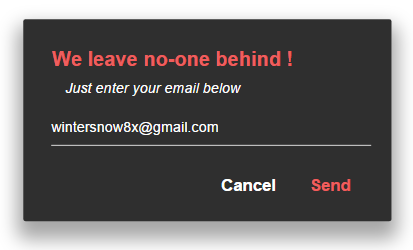 We leave no-one behind !
Just enter your email below
wintersnow8x@gmail.com
Cancel Send